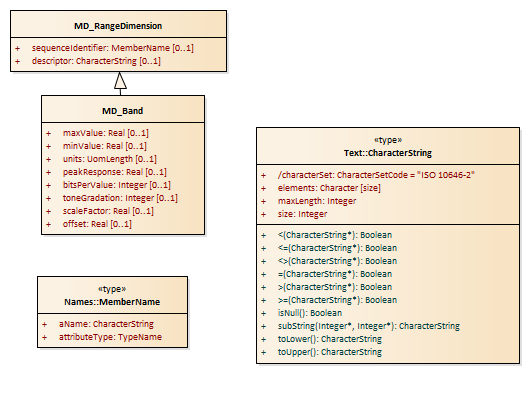 MD_RangeDimension
+ sequenceIdentifier: MemberName [0..1]
+ descriptor: CharacterString [0..1]
MD_Band
+ maxValue: Real [0..1]
+ minValue: Real [0..1]
+ units: UomLength [0..1]
+ peakResponse: Real [0..1]
+ bitsPerValue: Integer [0..1]
+ toneGradation: Integer [0..1]
+ scaleFactor: Real [0..1]
+ offset: Real [0..1]
«type»
Names::MemberName
+ aName: CharacterString
+ attributeType: TypeName
«type»
Text::CharacterString
+ /characterSet: CharacterSetCode = "ISO 10646-2"
+ elements: Character [size]
+ maxLength: Integer
+ size: Integer
+ <(CharacterString*): Boolean
+ <=(CharacterString*): Boolean
+ <>(CharacterString*): Boolean
+ =(CharacterString*): Boolean
+ >(CharacterString*): Boolean
+ >=(CharacterString*): Boolean
+ isNull(): Boolean
+ subString(Integer*, Integer*): CharacterString
+ toLower(): CharacterString
+ toUpper(): CharacterString